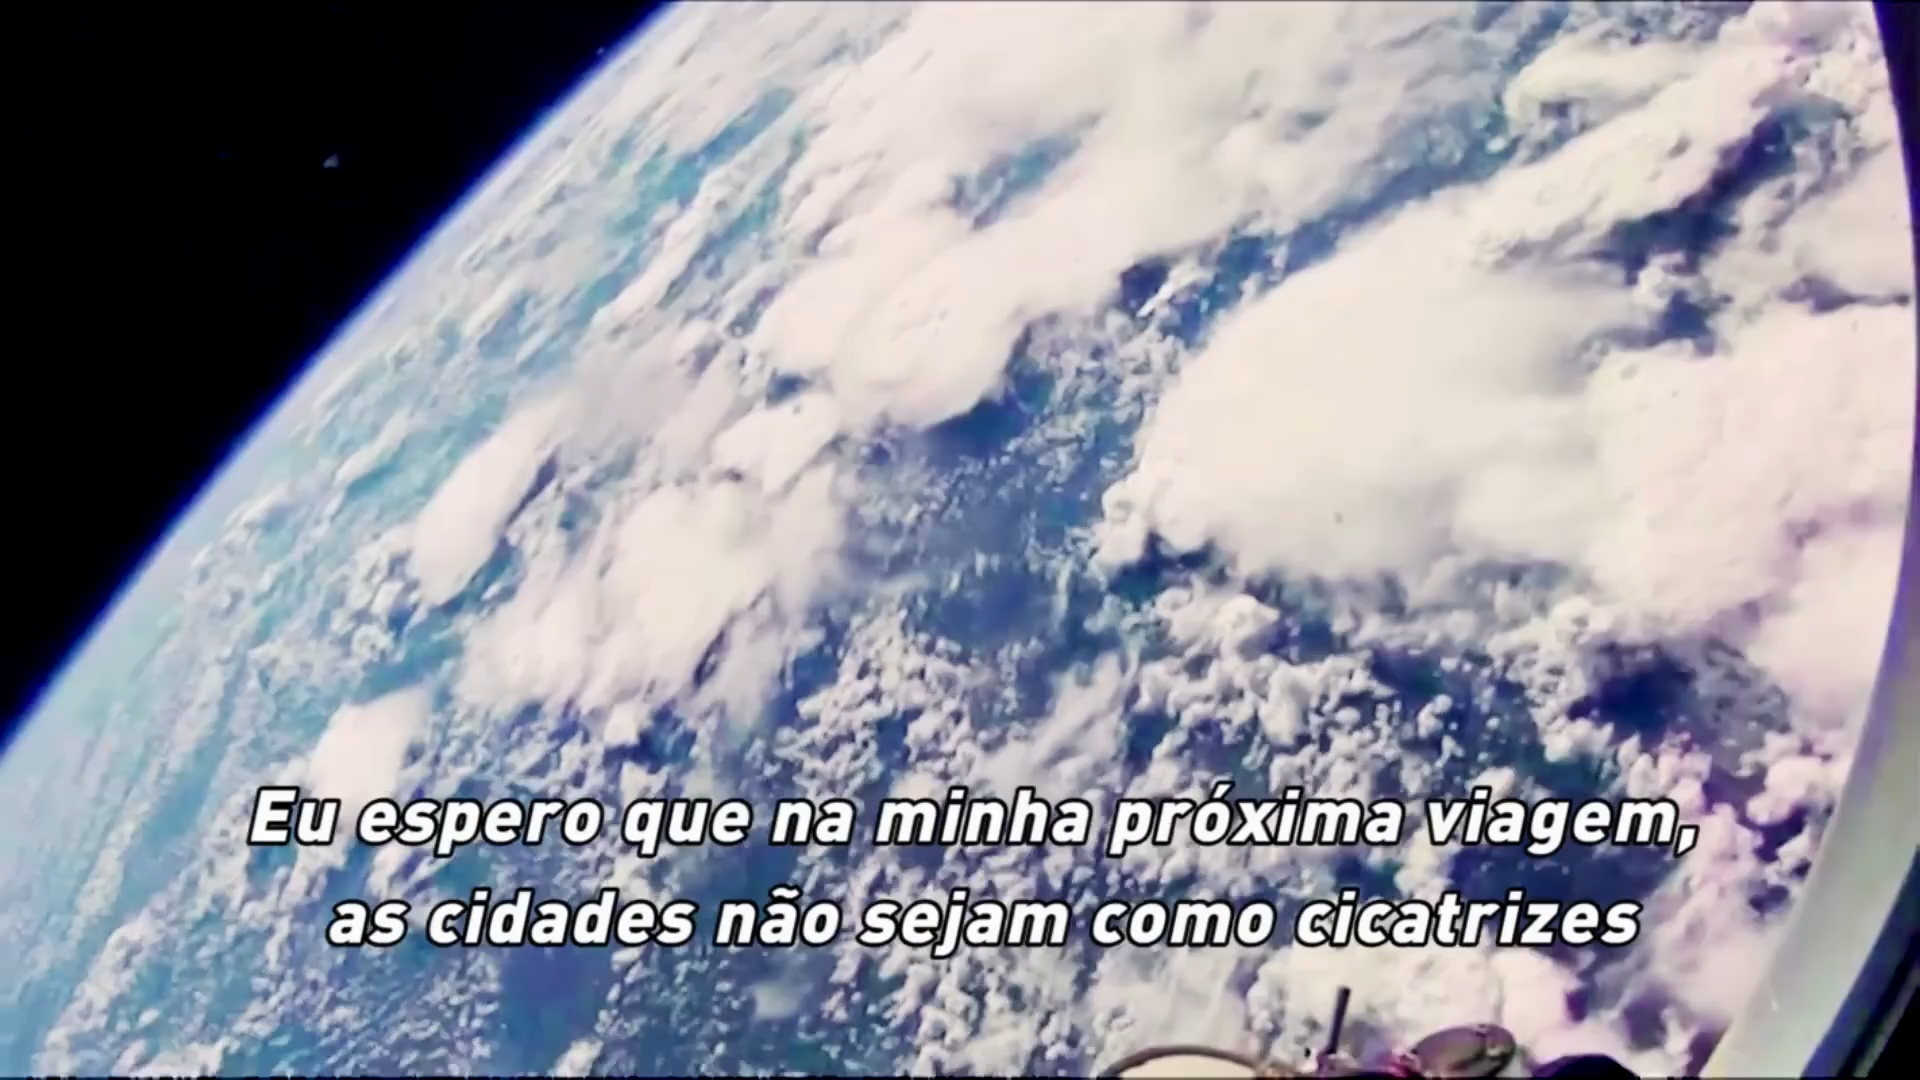 Eu espero que na minha próxima viagem,
as cidades não sejam como cicatrizes